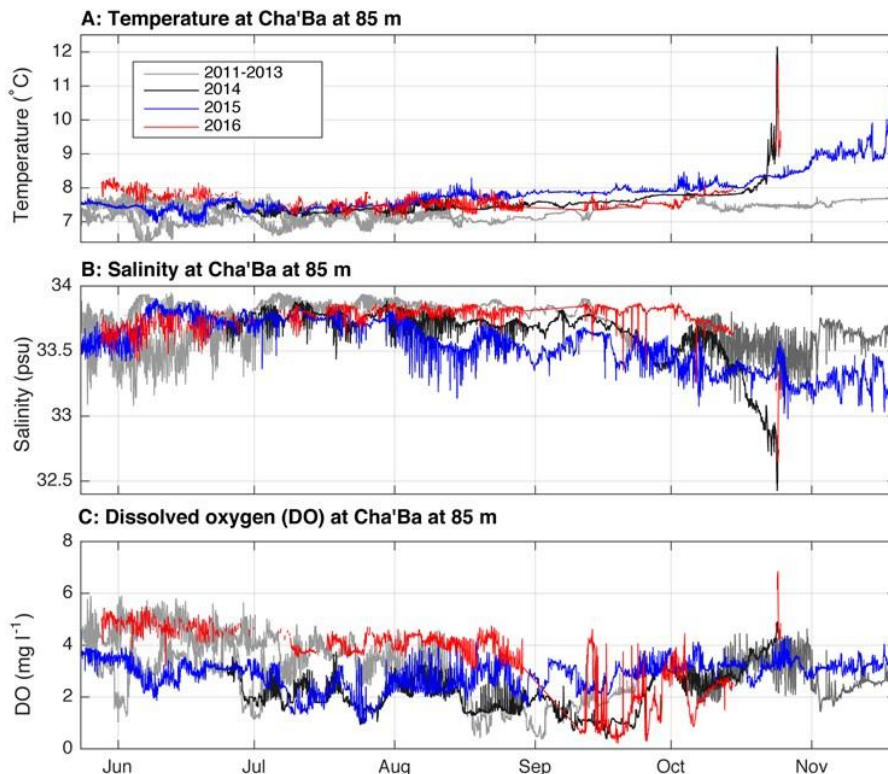 A: Temperature at Cha'Ba at 85 m
12
11
10
9
8
7
Temperature (˚C)
2011-2013
2014
2015
2016
B: Salinity at Cha'Ba at 85 m
34
33.5
33
32.5
Salinity (psu)
C: Dissolved oxygen (DO) at Cha'Ba at 85 m
8
6
4
2
0
DO (mg l⁻¹)
Jun Jul Aug Sep Oct Nov